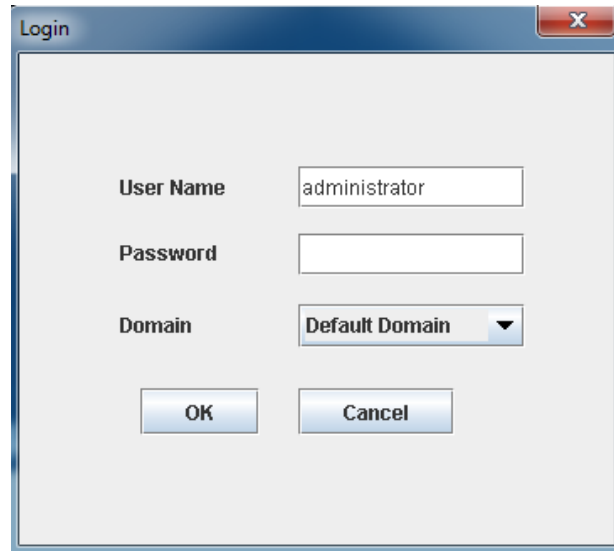 Login
User Name administrator
Password
Domain Default Domain
OK Cancel